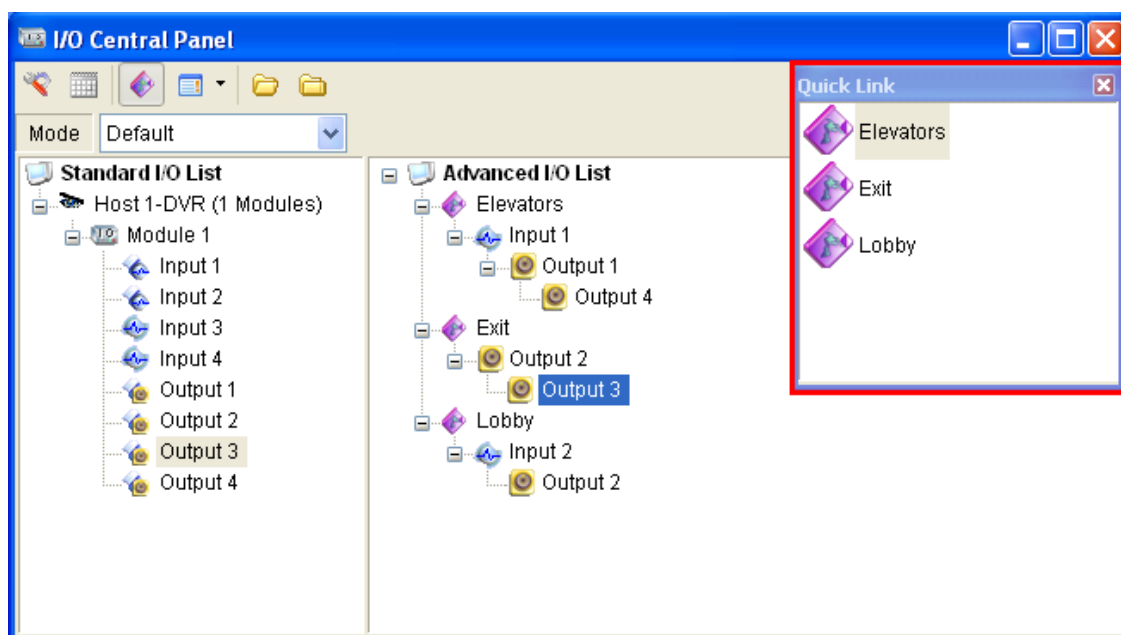 I/O Central Panel
Quick Link
Mode Default
Standard I/O List
Host 1-DVR (1 Modules)
Module 1
Input 1
Input 2
Input 3
Input 4
Output 1
Output 2
Output 3
Output 4
Advanced I/O List
Elevators
Input 1
Output 1
Output 4
Exit
Output 2
Output 3
Lobby
Input 2
Output 2
Elevators
Exit
Lobby